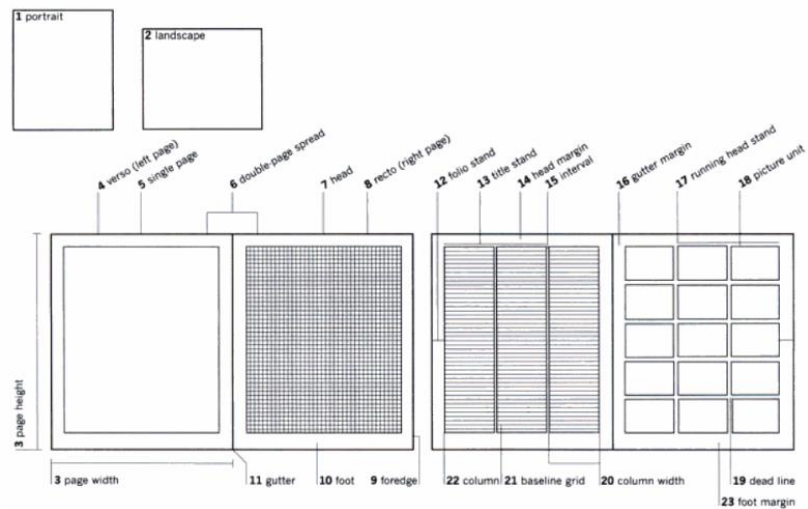 1 portrait
2 landscape
4 verso (left page)
5 single page
6 double-page spread
7 head
8 recto (right page)
12 folio stand
13 title stand
14 head margin
15 interval
16 gutter margin
17 running head stand
18 picture unit
3 page height
3 page width
11 gutter
10 foot
9 foredge
22 column
21 baseline grid
20 column width
19 dead line
23 foot margin